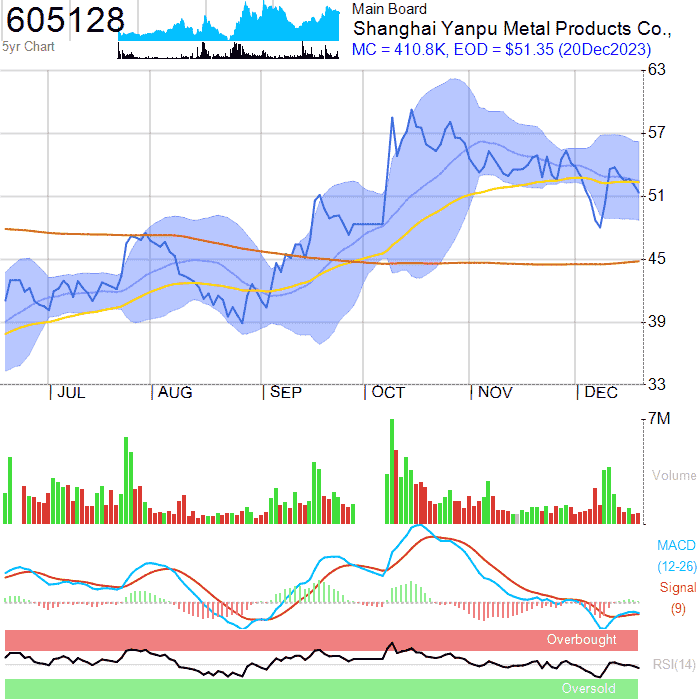 605128
5yr Chart
Main Board
Shanghai Yanpu Metal Products Co.,
MC = 410.8K, EOD = $51.35 (20Dec2023)
63
57
51
45
39
33
JUL AUG SEP OCT NOV DEC
7M
Volume
MACD
(12-26)
Signal
(9)
Overbought
RSI(14)
Oversold